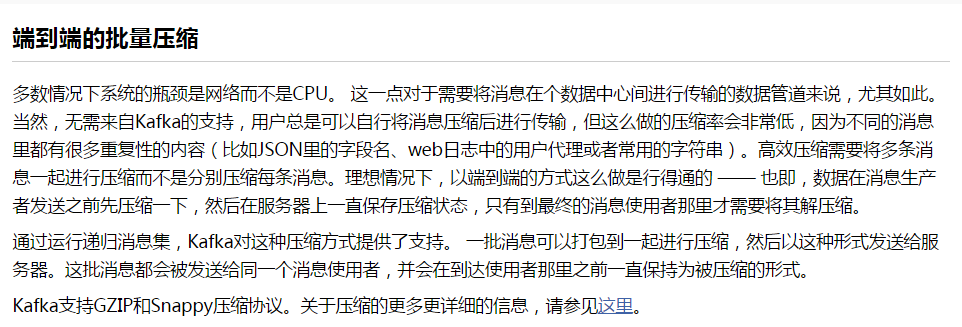 端到端的批量压缩
多数情况下系统的瓶颈是网络而不是CPU。 这一点对于需要将消息在个数据中心间进行传输的数据管道来说，尤其如此。
当然，无需来自Kafka的支持，用户总是可以自行将消息压缩后进行传输，但这么做的压缩率会非常低，因为不同的消息
里都有很多重复性的内容（比如JSON里的字段名、web日志中的用户代理或者常用的字符串）。高效压缩需要将多条消
息一起进行压缩而不是分别压缩每条消息。理想情况下，以端到端的方式这么做是行得通的 —— 也即，数据在消息生产
者发送之前先压缩一下，然后在服务器上一直保存压缩状态，只有到最终的消息使用者那里才需要将其解压缩。
通过运行递归消息集，Kafka对这种压缩方式提供了支持。 一批消息可以打包到一起进行压缩，然后以这种形式发送给服
务器。这批消息都会被发送给同一个消息使用者，并会在到达使用者那里之前一直保持为被压缩的形式。
Kafka支持GZIP和Snappy压缩协议。关于压缩的更多更详细的信息，请参见这里。